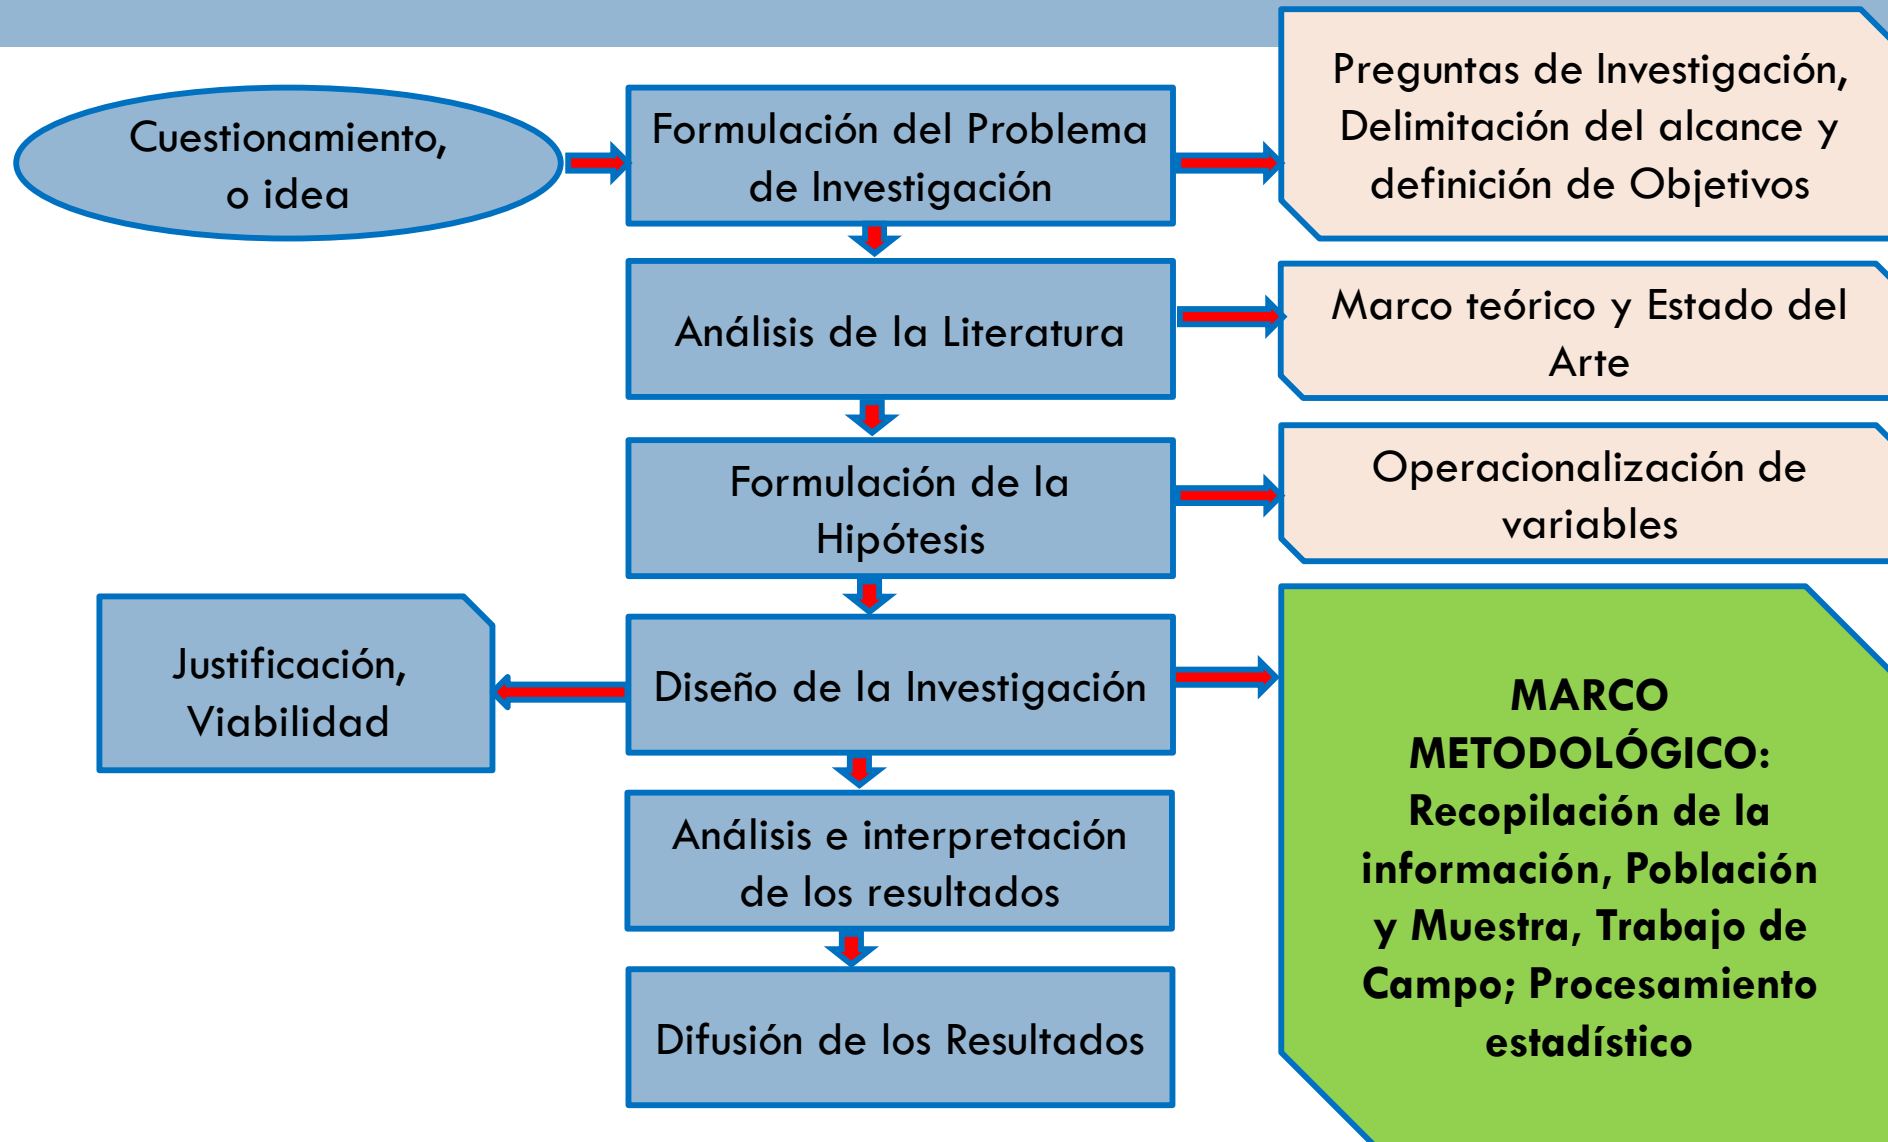 Cuestionamiento,
o idea
Formulación del Problema
de Investigación
Preguntas de Investigación,
Delimitación del alcance y
definición de Objetivos
Análisis de la Literatura
Marco teórico y Estado del
Arte
Formulación de la
Hipótesis
Operacionalización de
variables
Justificación,
Viabilidad
Diseño de la Investigación
MARCO
METODOLÓGICO:
Recopilación de la
información, Población
y Muestra, Trabajo de
Campo; Procesamiento
estadístico
Análisis e interpretación
de los resultados
Difusión de los Resultados